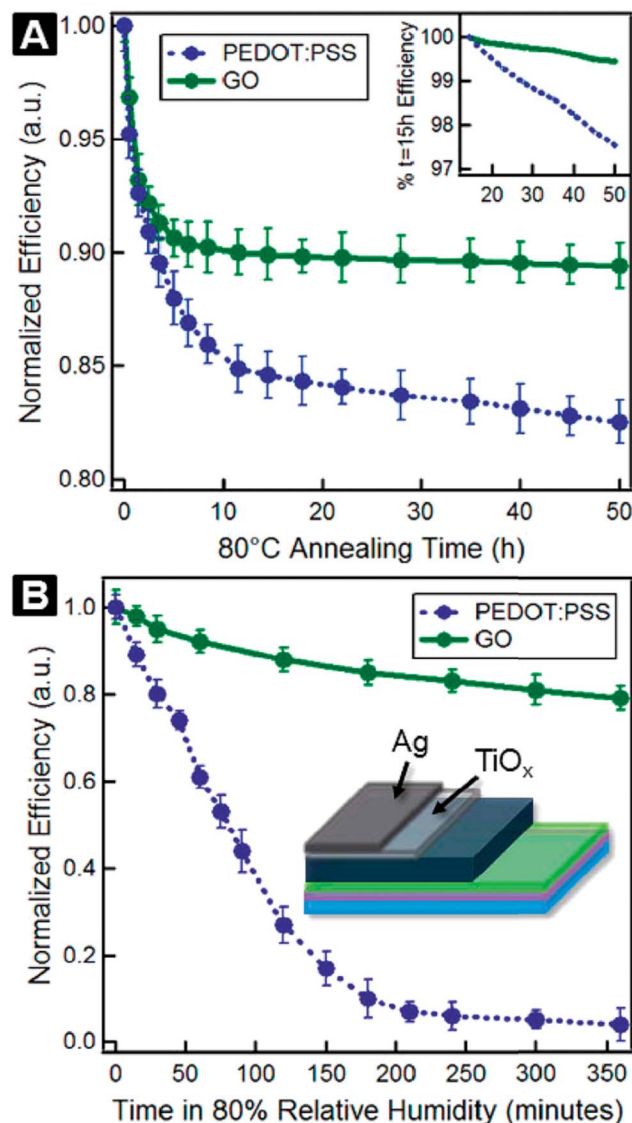 A
PEDOT:PSS
GO
Normalized Efficiency (a.u.)
1.00
0.95
0.90
0.85
0.80
0
10
20
30
40
50
80°C Annealing Time (h)
% t=15h Efficiency
100
99
98
97
20
30
40
50
B
PEDOT:PSS
GO
Ag
TiOₓ
Normalized Efficiency (a.u.)
1.0
0.8
0.6
0.4
0.2
0.0
0
50
100
150
200
250
300
350
Time in 80% Relative Humidity (minutes)